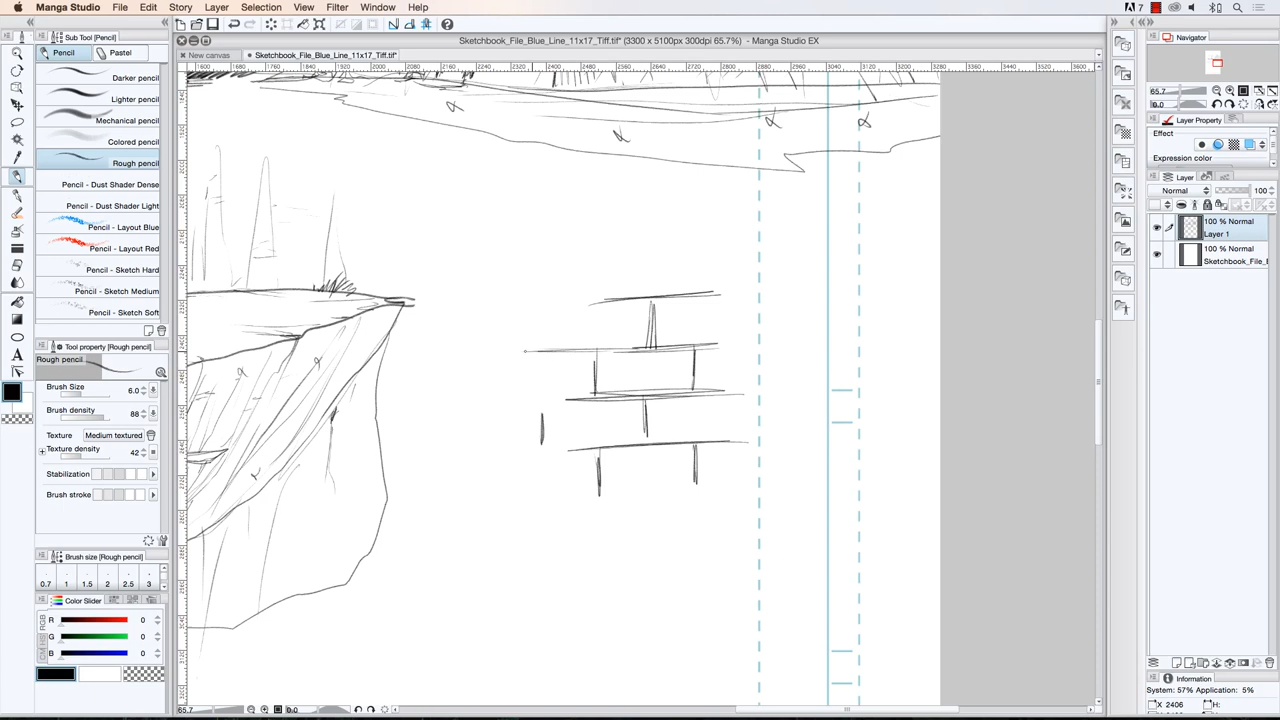 Manga Studio File Edit Story Layer Selection View Filter Window Help
7
Sub Tool [Pencil]
Pencil
Pastel
Darker pencil
Lighter pencil
Mechanical pencil
Colored pencil
Rough pencil
Pencil - Dust Shader Dense
Pencil - Dust Shader Light
Pencil - Layout Blue
Pencil - Layout Red
Pencil - Sketch Hard
Pencil - Sketch Medium
Pencil - Sketch Soft
Tool property [Rough pencil]
Rough pencil
Brush Size 6.0
Brush density 88
Texture Medium textured
Texture density 42
Stabilization
Brush stroke
Brush size [Rough pencil]
0.7 1 1.5 2 2.5 3
Color Slider
R 0
G 0
B 0
Sketchbook_File_Blue_Line_11x17_Tiff.tif* (3300 x 5100px 300dpi 65.7%) - Manga Studio EX
New canvas
Sketchbook_File_Blue_Line_11x17_Tiff.tif*
65.7 0.0
Navigator
65.7
0.0
Layer Property
Effect
Expression color
Layer
Normal 100
100 % Normal
Layer 1
100 % Normal
Sketchbook_File_
Information
System: 57% Application: 5%
X 2406 H: